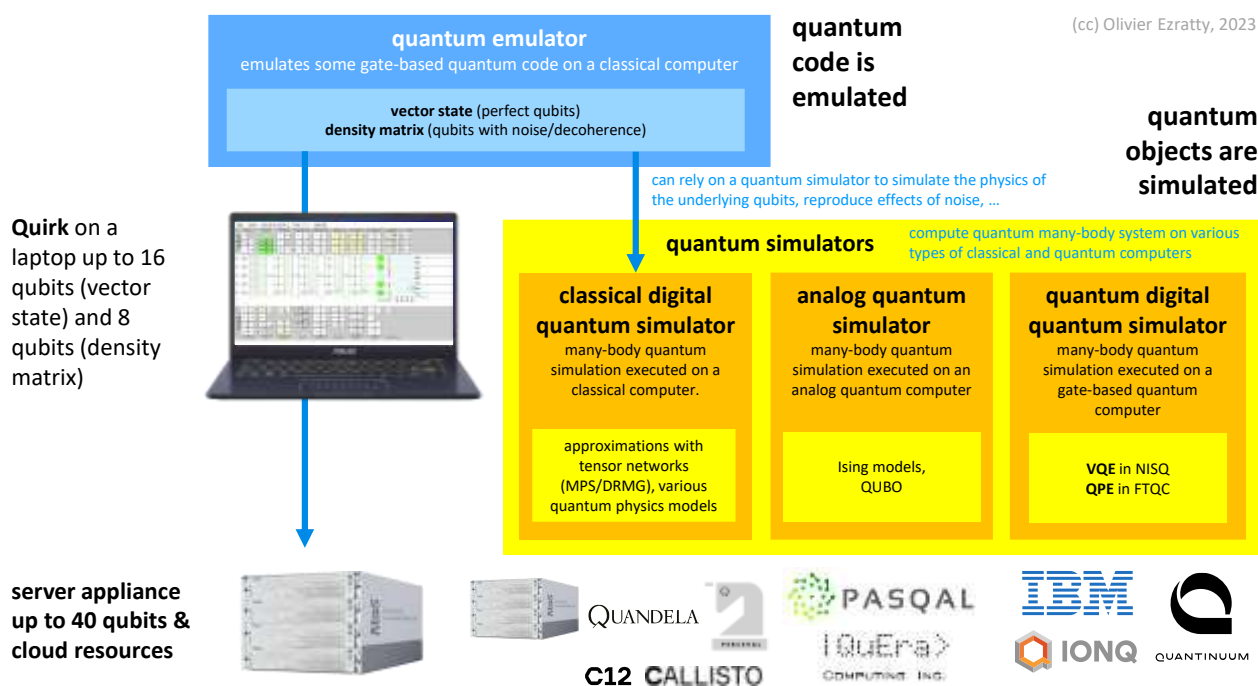 (cc) Olivier Ezratty, 2023
quantum emulator
emulates some gate-based quantum code on a classical computer
vector state (perfect qubits)
density matrix (qubits with noise/decoherence)
quantum
code is
emulated
quantum
objects are
simulated
can rely on a quantum simulator to simulate the physics of
the underlying qubits, reproduce effects of noise, …
Quirk on a
laptop up to 16
qubits (vector
state) and 8
qubits (density
matrix)
quantum simulators
compute quantum many-body system on various
types of classical and quantum computers
classical digital
quantum simulator
many-body quantum
simulation executed on a
classical computer.
approximations with
tensor networks
(MPS/DRMG), various
quantum physics models
analog quantum
simulator
many-body quantum
simulation executed on an
analog quantum computer
Ising models,
QUBO
quantum digital
quantum simulator
many-body quantum
simulation executed on a
gate-based quantum
computer
VQE in NISQ
QPE in FTQC
server appliance
up to 40 qubits &
cloud resources
Atos
Atos
QUANDELA
C12 CALLISTO
PASQAL
|QuEra>
COMPUTING INC.
IBM
IONQ
QUANTINUUM